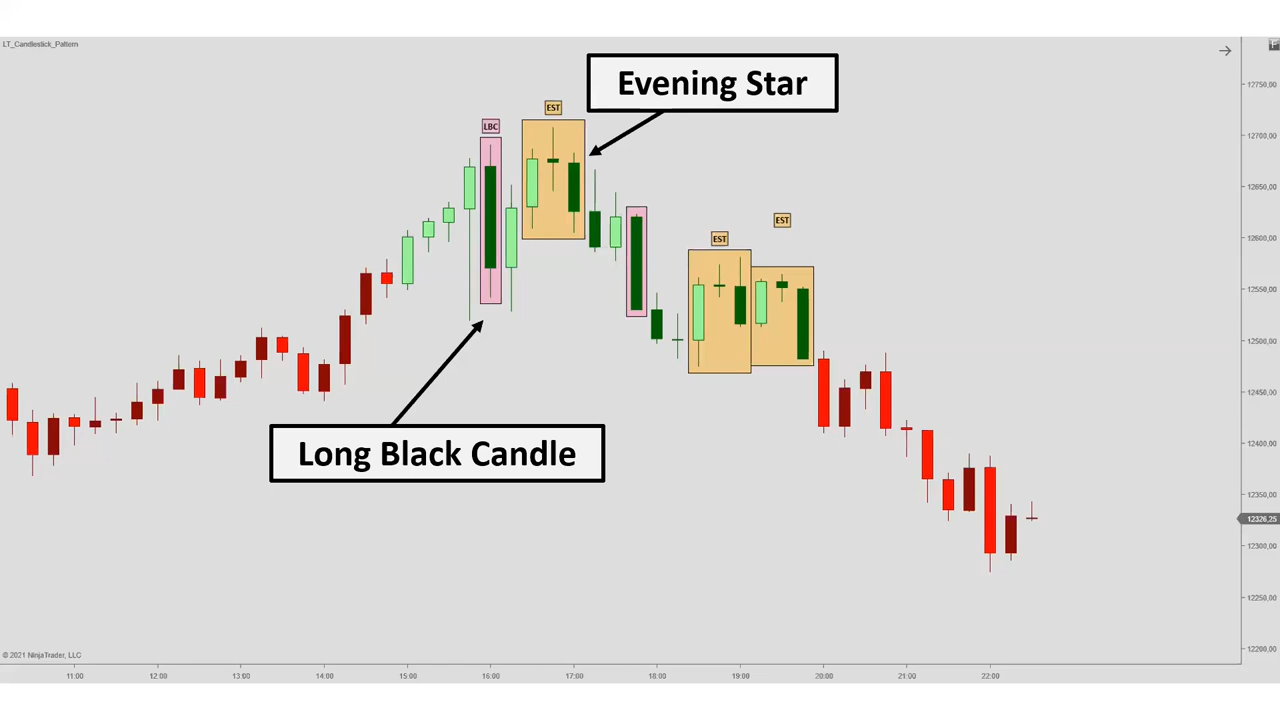 LT_Candlestick_Pattern
F
Evening Star
EST
LBC
EST
EST
Long Black Candle
12750,00
12700,00
12650,00
12600,00
12550,00
12500,00
12450,00
12400,00
12350,00
12326,25
12300,00
12250,00
12200,00
© 2021 NinjaTrader, LLC
11:00 12:00 13:00 14:00 15:00 16:00 17:00 18:00 19:00 20:00 21:00 22:00